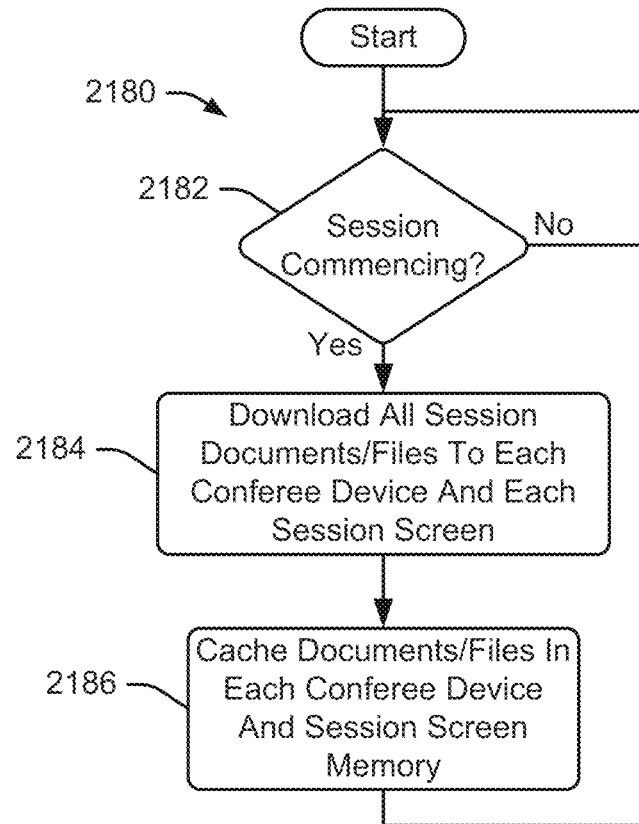 Start
2180
2182
Session
Commencing?
No
Yes
2184
Download All Session
Documents/Files To Each
Conferee Device And Each
Session Screen
2186
Cache Documents/Files In
Each Conferee Device
And Session Screen
Memory